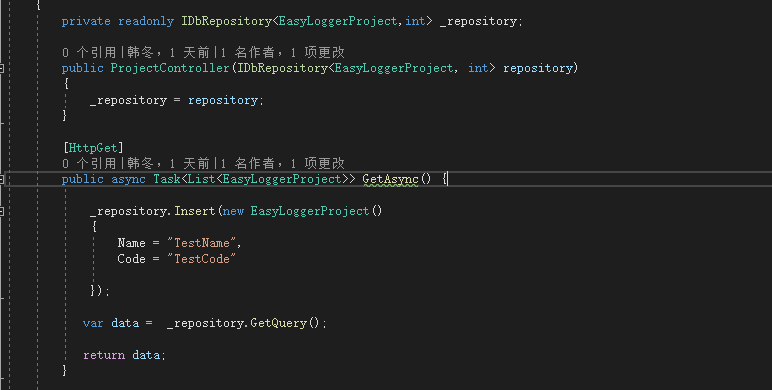 {
private readonly IDbRepository<EasyLoggerProject,int> _repository;
0 个引用|韩冬，1 天前|1 名作者，1 项更改
public ProjectController(IDbRepository<EasyLoggerProject, int> repository)
{
_repository = repository;
}
[HttpGet]
0 个引用|韩冬，1 天前|1 名作者，1 项更改
public async Task<List<EasyLoggerProject>> GetAsync() {
_repository.Insert(new EasyLoggerProject()
{
Name = "TestName",
Code = "TestCode"
});
var data = _repository.GetQuery();
return data;
}